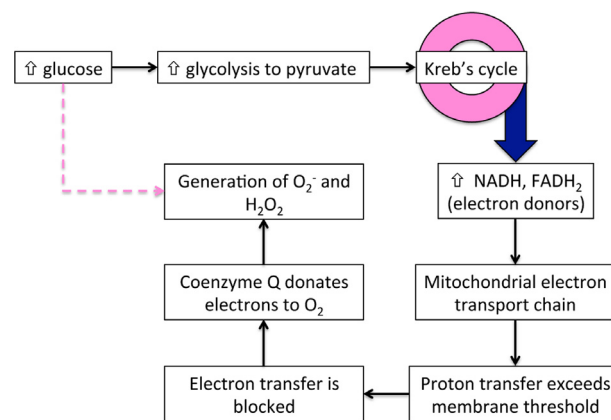 ⇧ glucose
⇧ glycolysis to pyruvate
Kreb's cycle
⇧ NADH, FADH₂
(electron donors)
Mitochondrial electron
transport chain
Proton transfer exceeds
membrane threshold
Electron transfer is
blocked
Coenzyme Q donates
electrons to O₂
Generation of O₂⁻ and
H₂O₂